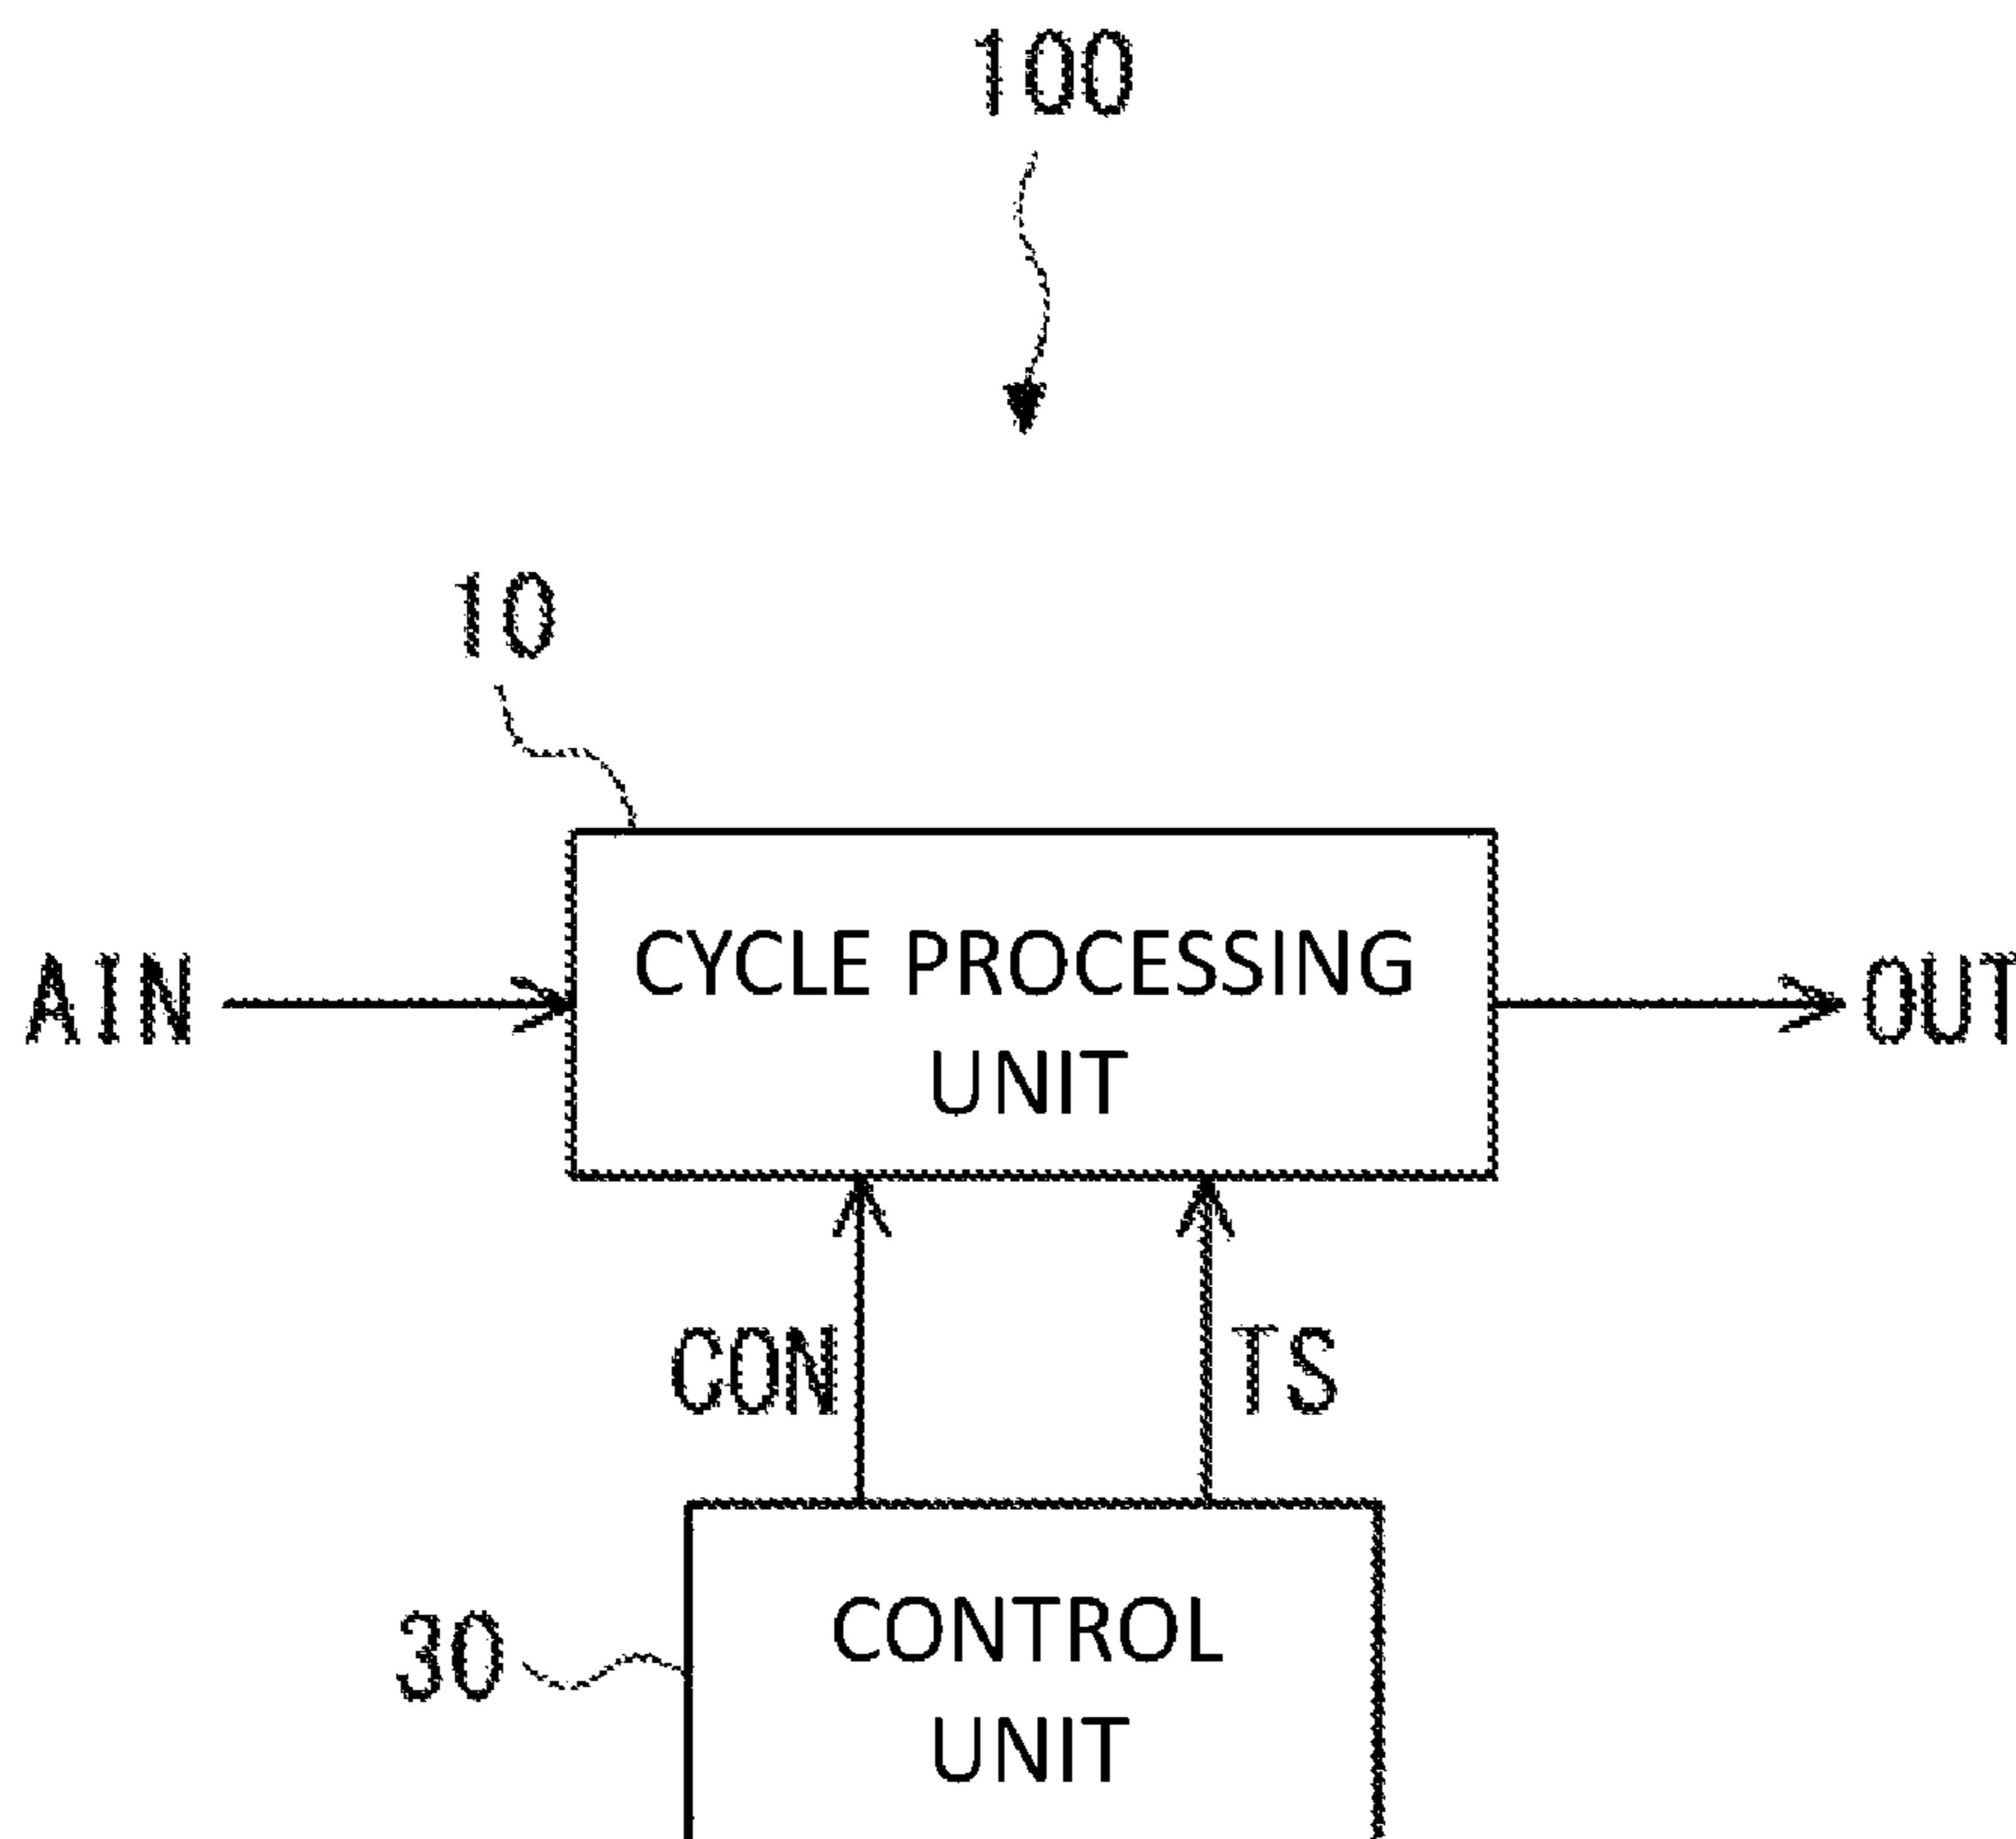 100
10
AIN
CYCLE PROCESSING
UNIT
OUT
CON
TS
30
CONTROL
UNIT